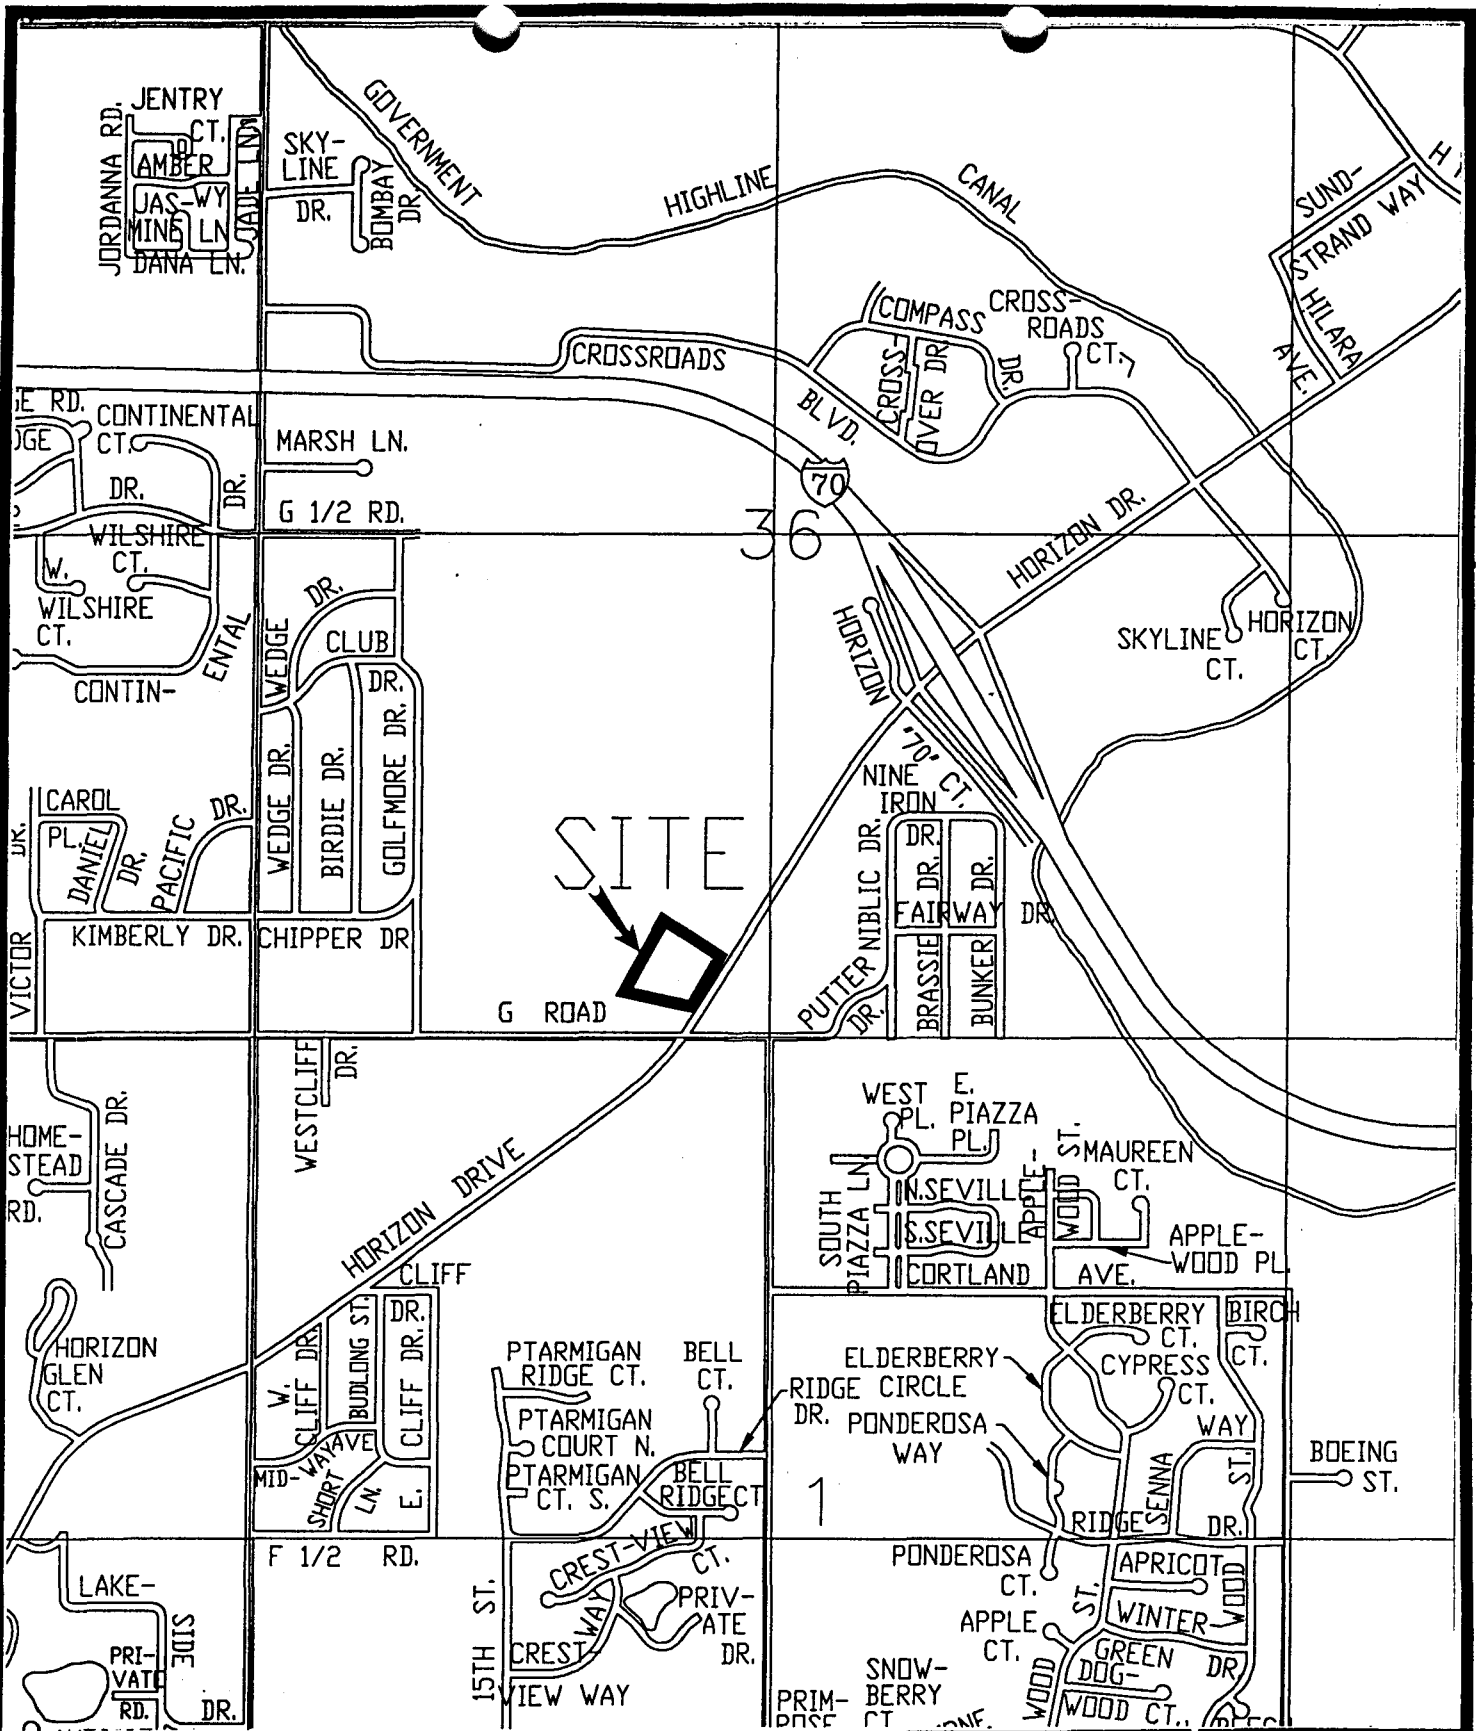 JENTRY
CT.
JORDANNA RD.
AMBER
WY
JADE LN.
JAS-
MINE LN
DANA LN.
SKY-
LINE
DR.
BOMBAY
DR.
GOVERNMENT
HIGHLINE
CANAL
SUND-
STRAND WAY
H
HILARA
AVE.
COMPASS
DR.
CROSS-
ROADS
CT.
CROSSROADS
BLVD.
CROSS-
OVER DR.
70
36
GE RD.
DGE
CONTINENTAL
CT.
DR.
DR.
MARSH LN.
G 1/2 RD.
WILSHIRE
CT.
W.
WILSHIRE
CT.
CONTIN-
ENTAL
WEDGE
DR.
CLUB
DR.
WEDGE DR.
BIRDIE DR.
GOLFMORE DR.
HORIZON DR.
HORIZON
SKYLINE
CT.
HORIZON
CT.
"70" CT.
NINE
IRON
DR.
NIBLIC DR.
FAIRWAY DR.
BRASSIE
DR.
BUNKER
DR.
PUTTER
DR.
CAROL
PL.
DANIEL
DR.
PACIFIC
DR.
DR.
VICTOR
KIMBERLY DR.
CHIPPER DR
SITE
G ROAD
WESTCLIFF
DR.
HOME-
STEAD
RD.
CASCADE DR.
HORIZON DRIVE
WEST
PL.
E.
PIAZZA
PL.
SOUTH
PIAZZA LN.
N.SEVILLE
S.SEVILLE
APPLE-
WOOD
ST.
MAUREEN
CT.
APPLE-
WOOD PL.
CORTLAND AVE.
HORIZON
GLEN
CT.
CLIFF
DR.
W.
CLIFF DR.
BUDLONG ST.
CLIFF DR.
E.
MID-
WAY
AVE
SHORT
LN.
PTARMIGAN
RIDGE CT.
PTARMIGAN
COURT N.
PTARMIGAN
CT. S.
BELL
CT.
RIDGE CIRCLE
DR.
BELL
RIDGE CT
ELDERBERRY
PONDEROSA
WAY
ELDERBERRY
CT.
BIRCH
CT.
CYPRESS
CT.
WAY
SENNA
ST.
BOEING
ST.
1
RIDGE DR.
F 1/2 RD.
CREST-VIEW
CT.
PRIV-
ATE
DR.
15TH ST.
CREST-
VIEW WAY
WAY
LAKE-
SIDE
DR.
PRI-
VATE
RD.
PONDEROSA
CT.
APRICOT
WOOD
ST.
WINTER-
GREEN
DR.
APPLE
CT.
WOOD
DOG-
WOOD CT.
SNOW-
BERRY
CT
PRIM-
ROSE